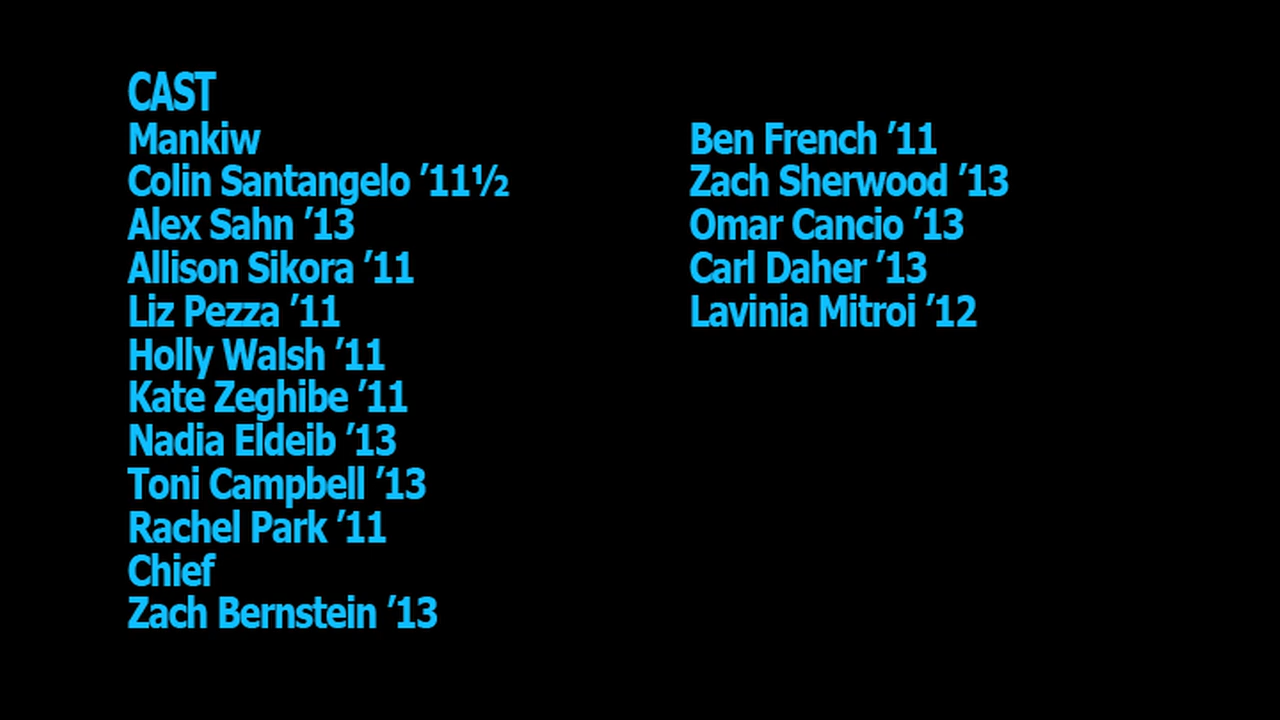 CAST
Mankiw
Colin Santangelo ’11½
Alex Sahn ’13
Allison Sikora ’11
Liz Pezza ’11
Holly Walsh ’11
Kate Zeghibe ’11
Nadia Eldeib ’13
Toni Campbell ’13
Rachel Park ’11
Chief
Zach Bernstein ’13
Ben French ’11
Zach Sherwood ’13
Omar Cancio ’13
Carl Daher ’13
Lavinia Mitroi ’12